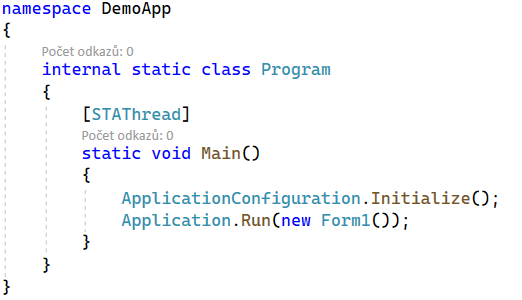 namespace DemoApp
{
Počet odkazů: 0
internal static class Program
{
[STAThread]
Počet odkazů: 0
static void Main()
{
ApplicationConfiguration.Initialize();
Application.Run(new Form1());
}
}
}